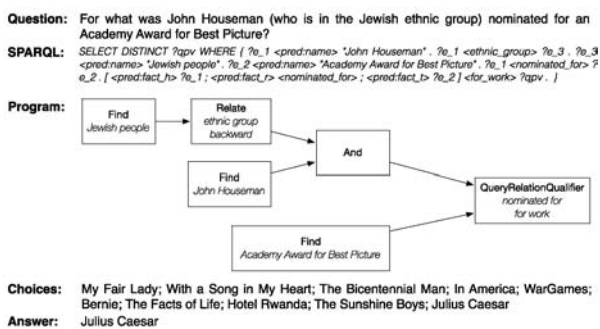 Question: For what was John Houseman (who is in the Jewish ethnic group) nominated for an
Academy Award for Best Picture?
SPARQL: SELECT DISTINCT ?qpv WHERE { ?e_1 <pred:name> "John Houseman" . ?e_1 <ethnic_group> ?e_3 . ?e_3
<pred:name> "Jewish people" . ?e_2 <pred:name> "Academy Award for Best Picture" . ?e_1 <nominated_for> ?
e_2 . [ <pred:fact_h> ?e_1 ; <pred:fact_r> <nominated_for> ; <pred:fact_t> ?e_2 ] <for_work> ?qpv . }
Program:
Find
Jewish people
Relate
ethnic group
backward
And
Find
John Houseman
QueryRelationQualifier
nominated for
for work
Find
Academy Award for Best Picture
Choices: My Fair Lady; With a Song in My Heart; The Bicentennial Man; In America; WarGames;
Bernie; The Facts of Life; Hotel Rwanda; The Sunshine Boys; Julius Caesar
Answer: Julius Caesar